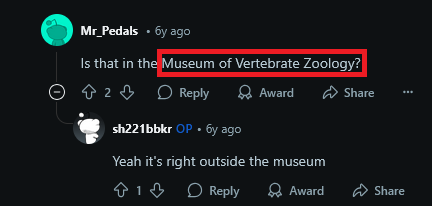 Mr_Pedals • 6y ago
Is that in the Museum of Vertebrate Zoology?
2 Reply Award Share ...
sh221bbkr OP • 6y ago
Yeah it's right outside the museum
1 Reply Award Share